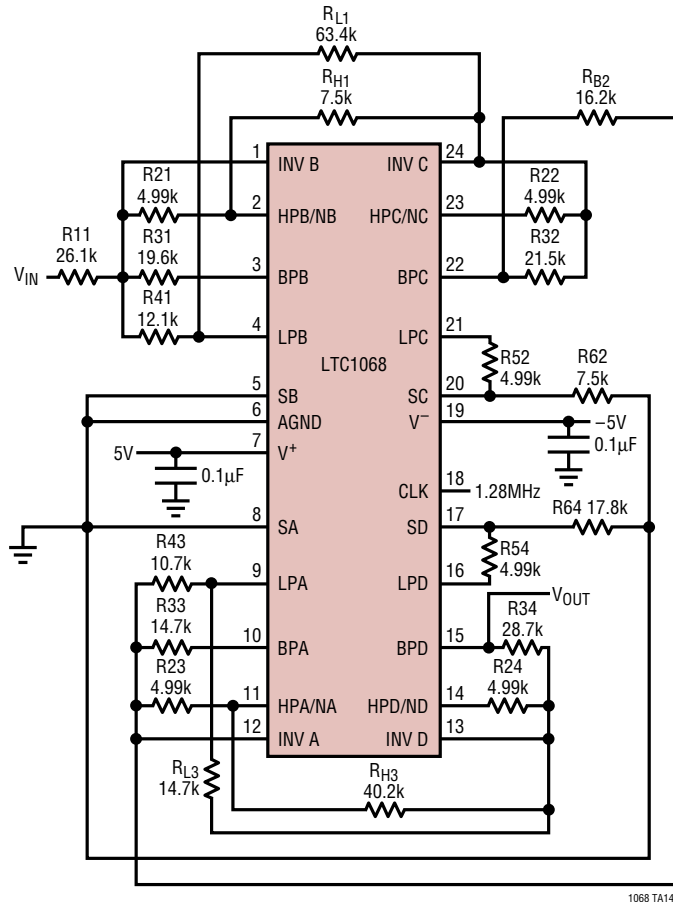 RL1
63.4k
RH1
7.5k
RB2
16.2k
1
INV B
INV C
24
R21
4.99k
2
HPB/NB
HPC/NC
23
R22
4.99k
R11
26.1k
VIN
R31
19.6k
3
BPB
BPC
22
R32
21.5k
R41
12.1k
4
LPB
LPC
21
LTC1068
R52
4.99k
R62
7.5k
5
SB
SC
20
6
AGND
V–
19
–5V
0.1µF
5V
7
V+
0.1µF
CLK
18
1.28MHz
8
SA
SD
17
R64 17.8k
R43
10.7k
9
LPA
LPD
16
R54
4.99k
VOUT
R33
14.7k
10
BPA
BPD
15
R34
28.7k
R23
4.99k
11
HPA/NA
HPD/ND
14
R24
4.99k
12
INV A
INV D
13
RL3
14.7k
RH3
40.2k
1068 TA14